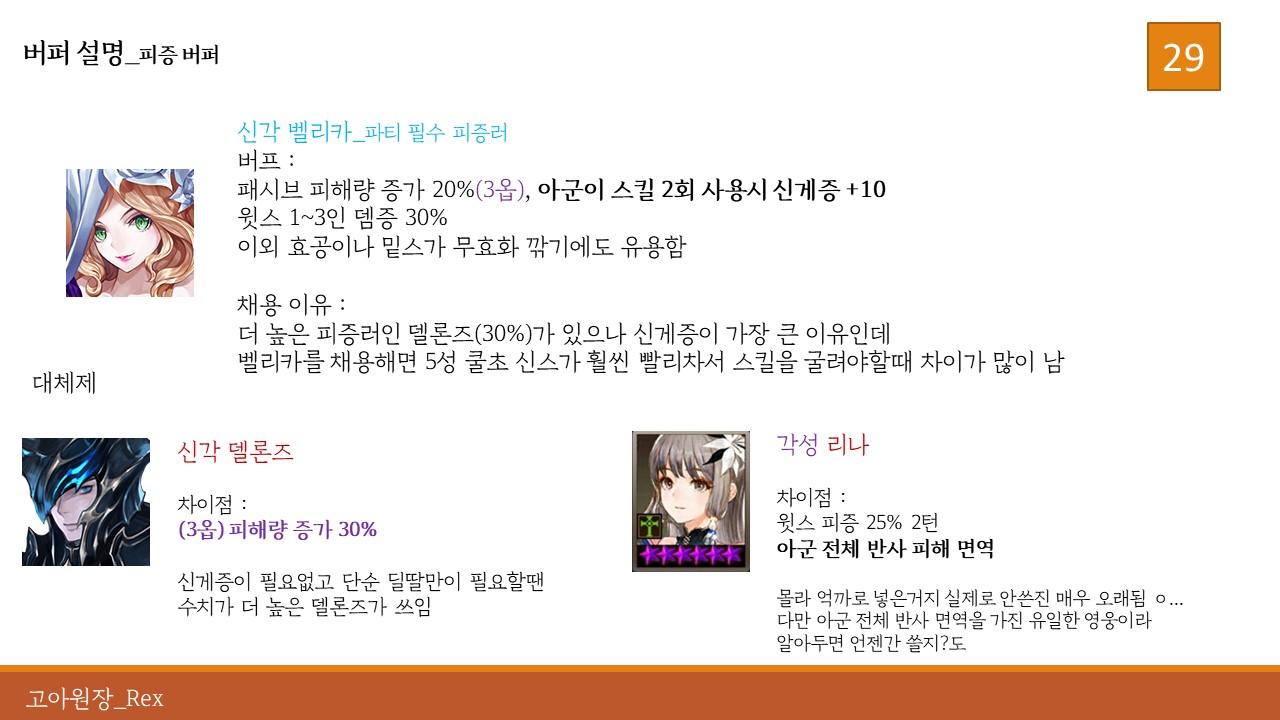 버퍼 설명_피증 버퍼
29
신각 벨리카_파티 필수 피증러
버프 :
패시브 피해량 증가 20%(3옵), 아군이 스킬 2회 사용시 신게증 +10
윗스 1~3인 뎀증 30%
이외 효공이나 밑스가 무효화 깎기에도 유용함
채용 이유 :
더 높은 피증러인 델론즈(30%)가 있으나 신게증이 가장 큰 이유인데
벨리카를 채용해면 5성 쿨초 신스가 훨씬 빨리차서 스킬을 굴려야할때 차이가 많이 남
대체제
신각 델론즈
차이점 :
(3옵) 피해량 증가 30%
신게증이 필요없고 단순 딜딸만이 필요할땐
수치가 더 높은 델론즈가 쓰임
각성 리나
차이점 :
윗스 피증 25% 2턴
아군 전체 반사 피해 면역
몰라 억까로 넣은거지 실제로 안쓴진 매우 오래됨 ㅇ...
다만 아군 전체 반사 면역을 가진 유일한 영웅이라
알아두면 언젠간 쓸지?도
고아원장_Rex